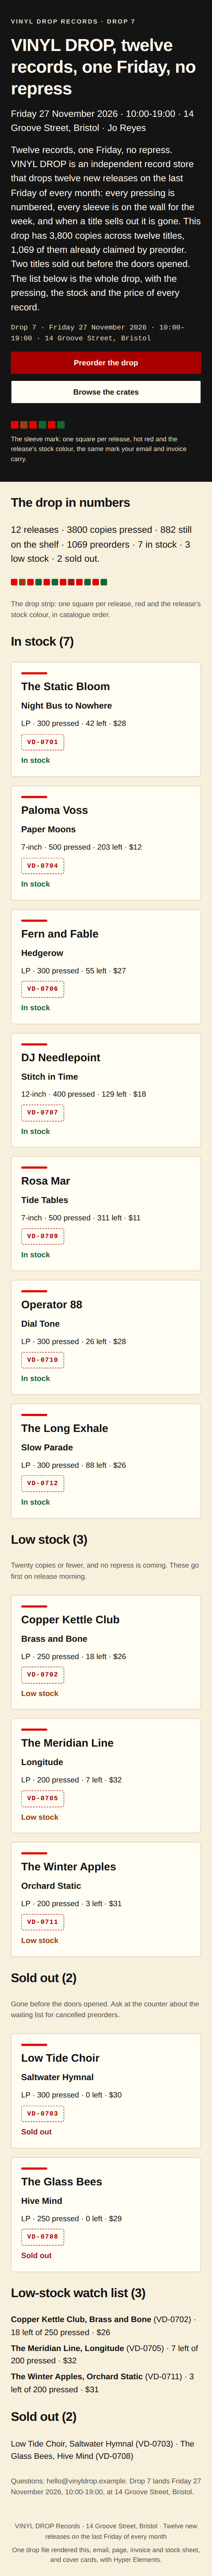 VINYL DROP RECORDS · DROP 7
VINYL DROP, twelve
records, one Friday, no
repress
Friday 27 November 2026 · 10:00-19:00 · 14
Groove Street, Bristol · Jo Reyes
Twelve records, one Friday, no repress.
VINYL DROP is an independent record store
that drops twelve new releases on the last
Friday of every month: every pressing is
numbered, every sleeve is on the wall for the
week, and when a title sells out it is gone. This
drop has 3,800 copies across twelve titles,
1,069 of them already claimed by preorder.
Two titles sold out before the doors opened.
The list below is the whole drop, with the
pressing, the stock and the price of every
record.
Drop 7 · Friday 27 November 2026 · 10:00-
19:00 · 14 Groove Street, Bristol
Preorder the drop
Browse the crates
The sleeve mark: one square per release, hot red and the
release's stock colour, the same mark your email and invoice
carry.
The drop in numbers
12 releases · 3800 copies pressed · 882 still
on the shelf · 1069 preorders · 7 in stock · 3
low stock · 2 sold out.
The drop strip: one square per release, red and the release's
stock colour, in catalogue order.
In stock (7)
The Static Bloom
Night Bus to Nowhere
LP · 300 pressed · 42 left · $28
VD-0701
In stock
Paloma Voss
Paper Moons
7-inch · 500 pressed · 203 left · $12
VD-0704
In stock
Fern and Fable
Hedgerow
LP · 300 pressed · 55 left · $27
VD-0706
In stock
DJ Needlepoint
Stitch in Time
12-inch · 400 pressed · 129 left · $18
VD-0707
In stock
Rosa Mar
Tide Tables
7-inch · 500 pressed · 311 left · $11
VD-0709
In stock
Operator 88
Dial Tone
LP · 300 pressed · 26 left · $28
VD-0710
In stock
The Long Exhale
Slow Parade
LP · 300 pressed · 88 left · $26
VD-0712
In stock
Low stock (3)
Twenty copies or fewer, and no repress is coming. These go
first on release morning.
Copper Kettle Club
Brass and Bone
LP · 250 pressed · 18 left · $26
VD-0702
Low stock
The Meridian Line
Longitude
LP · 200 pressed · 7 left · $32
VD-0705
Low stock
The Winter Apples
Orchard Static
LP · 200 pressed · 3 left · $31
VD-0711
Low stock
Sold out (2)
Gone before the doors opened. Ask at the counter about the
waiting list for cancelled preorders.
Low Tide Choir
Saltwater Hymnal
LP · 300 pressed · 0 left · $30
VD-0703
Sold out
The Glass Bees
Hive Mind
LP · 250 pressed · 0 left · $29
VD-0708
Sold out
Low-stock watch list (3)
Copper Kettle Club, Brass and Bone (VD-0702) ·
18 left of 250 pressed · $26
The Meridian Line, Longitude (VD-0705) · 7 left of
200 pressed · $32
The Winter Apples, Orchard Static (VD-0711) · 3
left of 200 pressed · $31
Sold out (2)
Low Tide Choir, Saltwater Hymnal (VD-0703) · The
Glass Bees, Hive Mind (VD-0708)
Questions: hello@vinyldrop.example. Drop 7 lands Friday 27
November 2026, 10:00-19:00, at 14 Groove Street, Bristol.
VINYL DROP Records · 14 Groove Street, Bristol · Twelve new
releases on the last Friday of every month
One drop file rendered this, email, page, invoice and stock sheet,
and cover cards, with Hyper Elements.